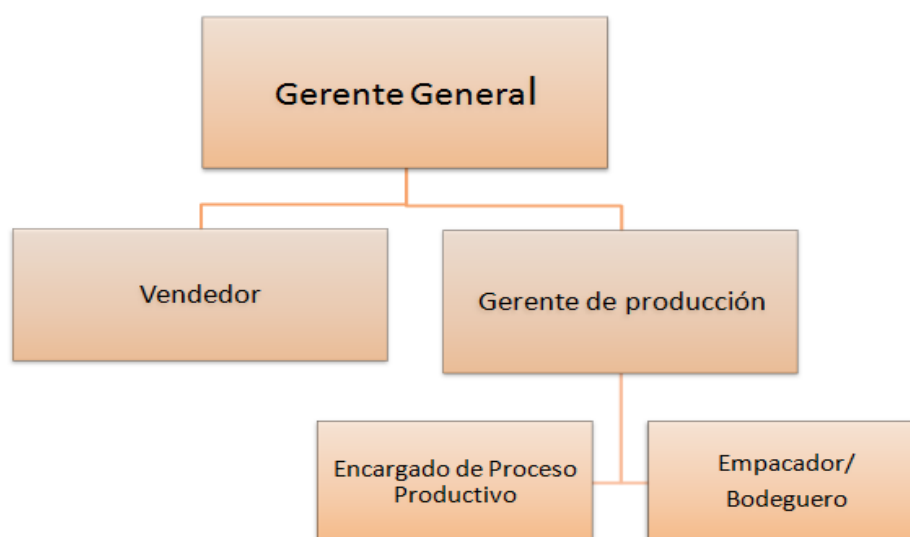 Gerente General
Vendedor
Gerente de producción
Encargado de Proceso
Productivo
Empacador/
Bodeguero